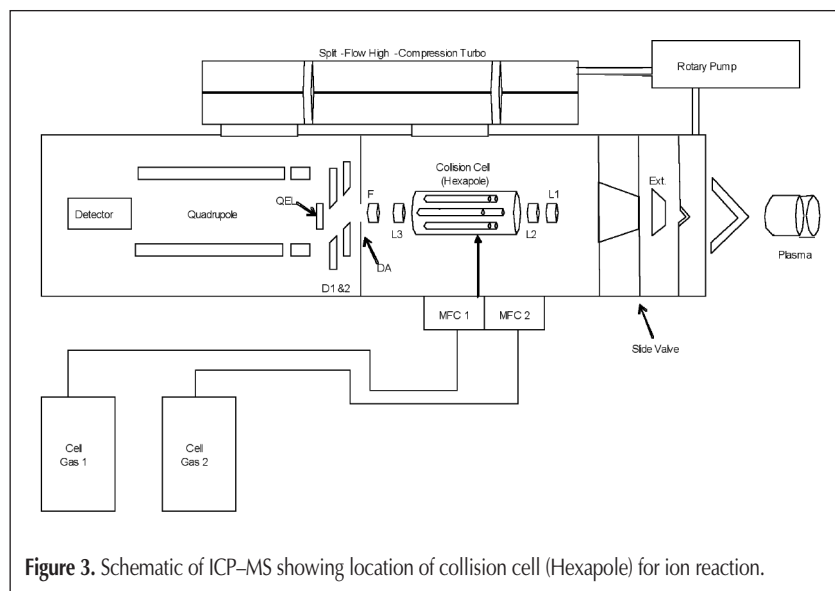 Split -Flow High -Compression Turbo
Rotary Pump
Collision Cell
(Hexapole)
Ext.
F
L1
QEL
Detector
Quadrupole
L3
L2
Plasma
DA
D1 &2
MFC 1
MFC 2
Slide Valve
Cell
Gas 1
Cell
Gas 2
Figure 3. Schematic of ICP–MS showing location of collision cell (Hexapole) for ion reaction.